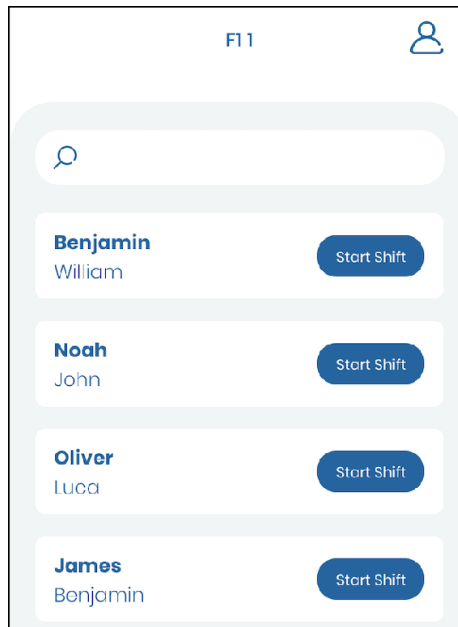 F11
Benjamin
William
Start Shift
Noah
John
Start Shift
Oliver
Luca
Start Shift
James
Benjamin
Start Shift